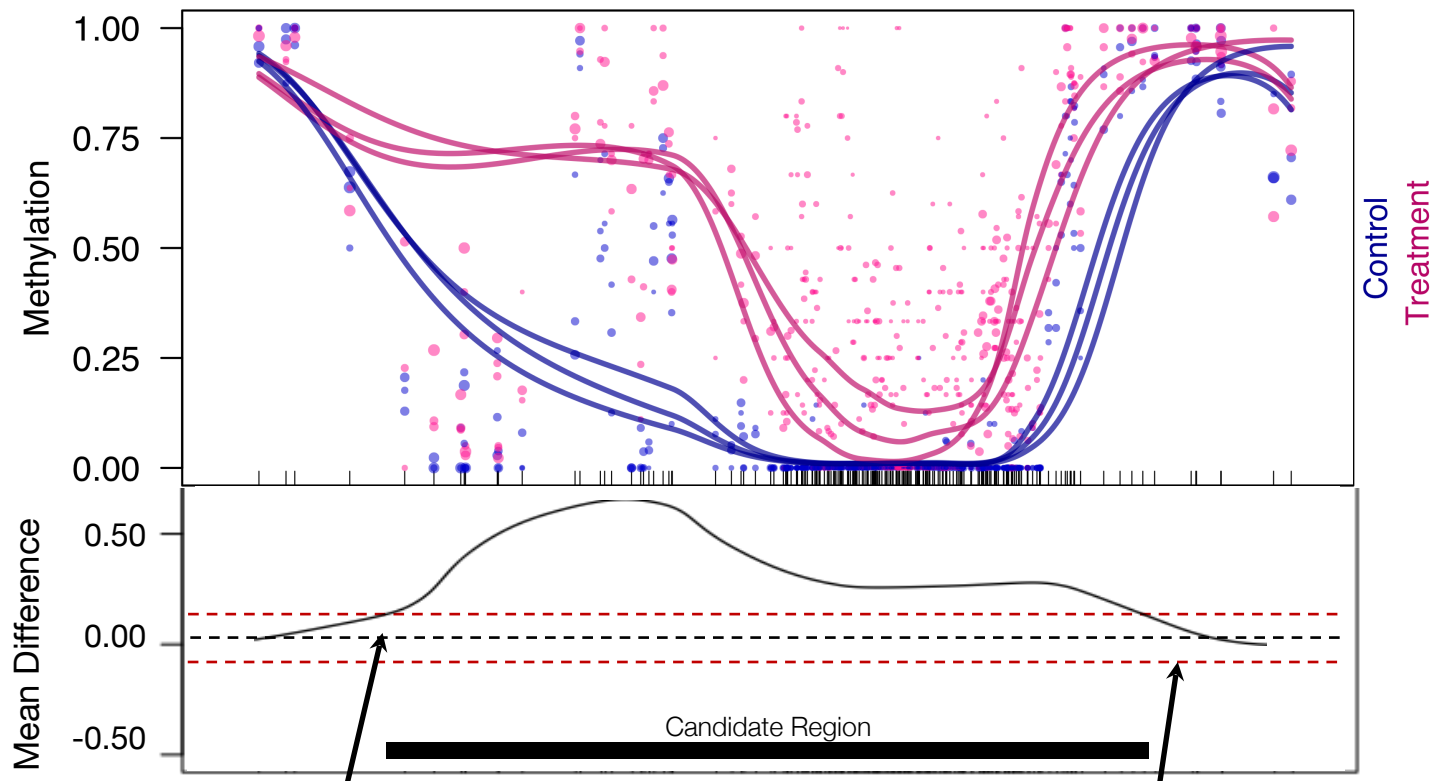 1.00
0.75
0.50
0.25
0.00
Methylation
Control
Treatment
0.50
0.00
-0.50
Mean Difference
Candidate Region